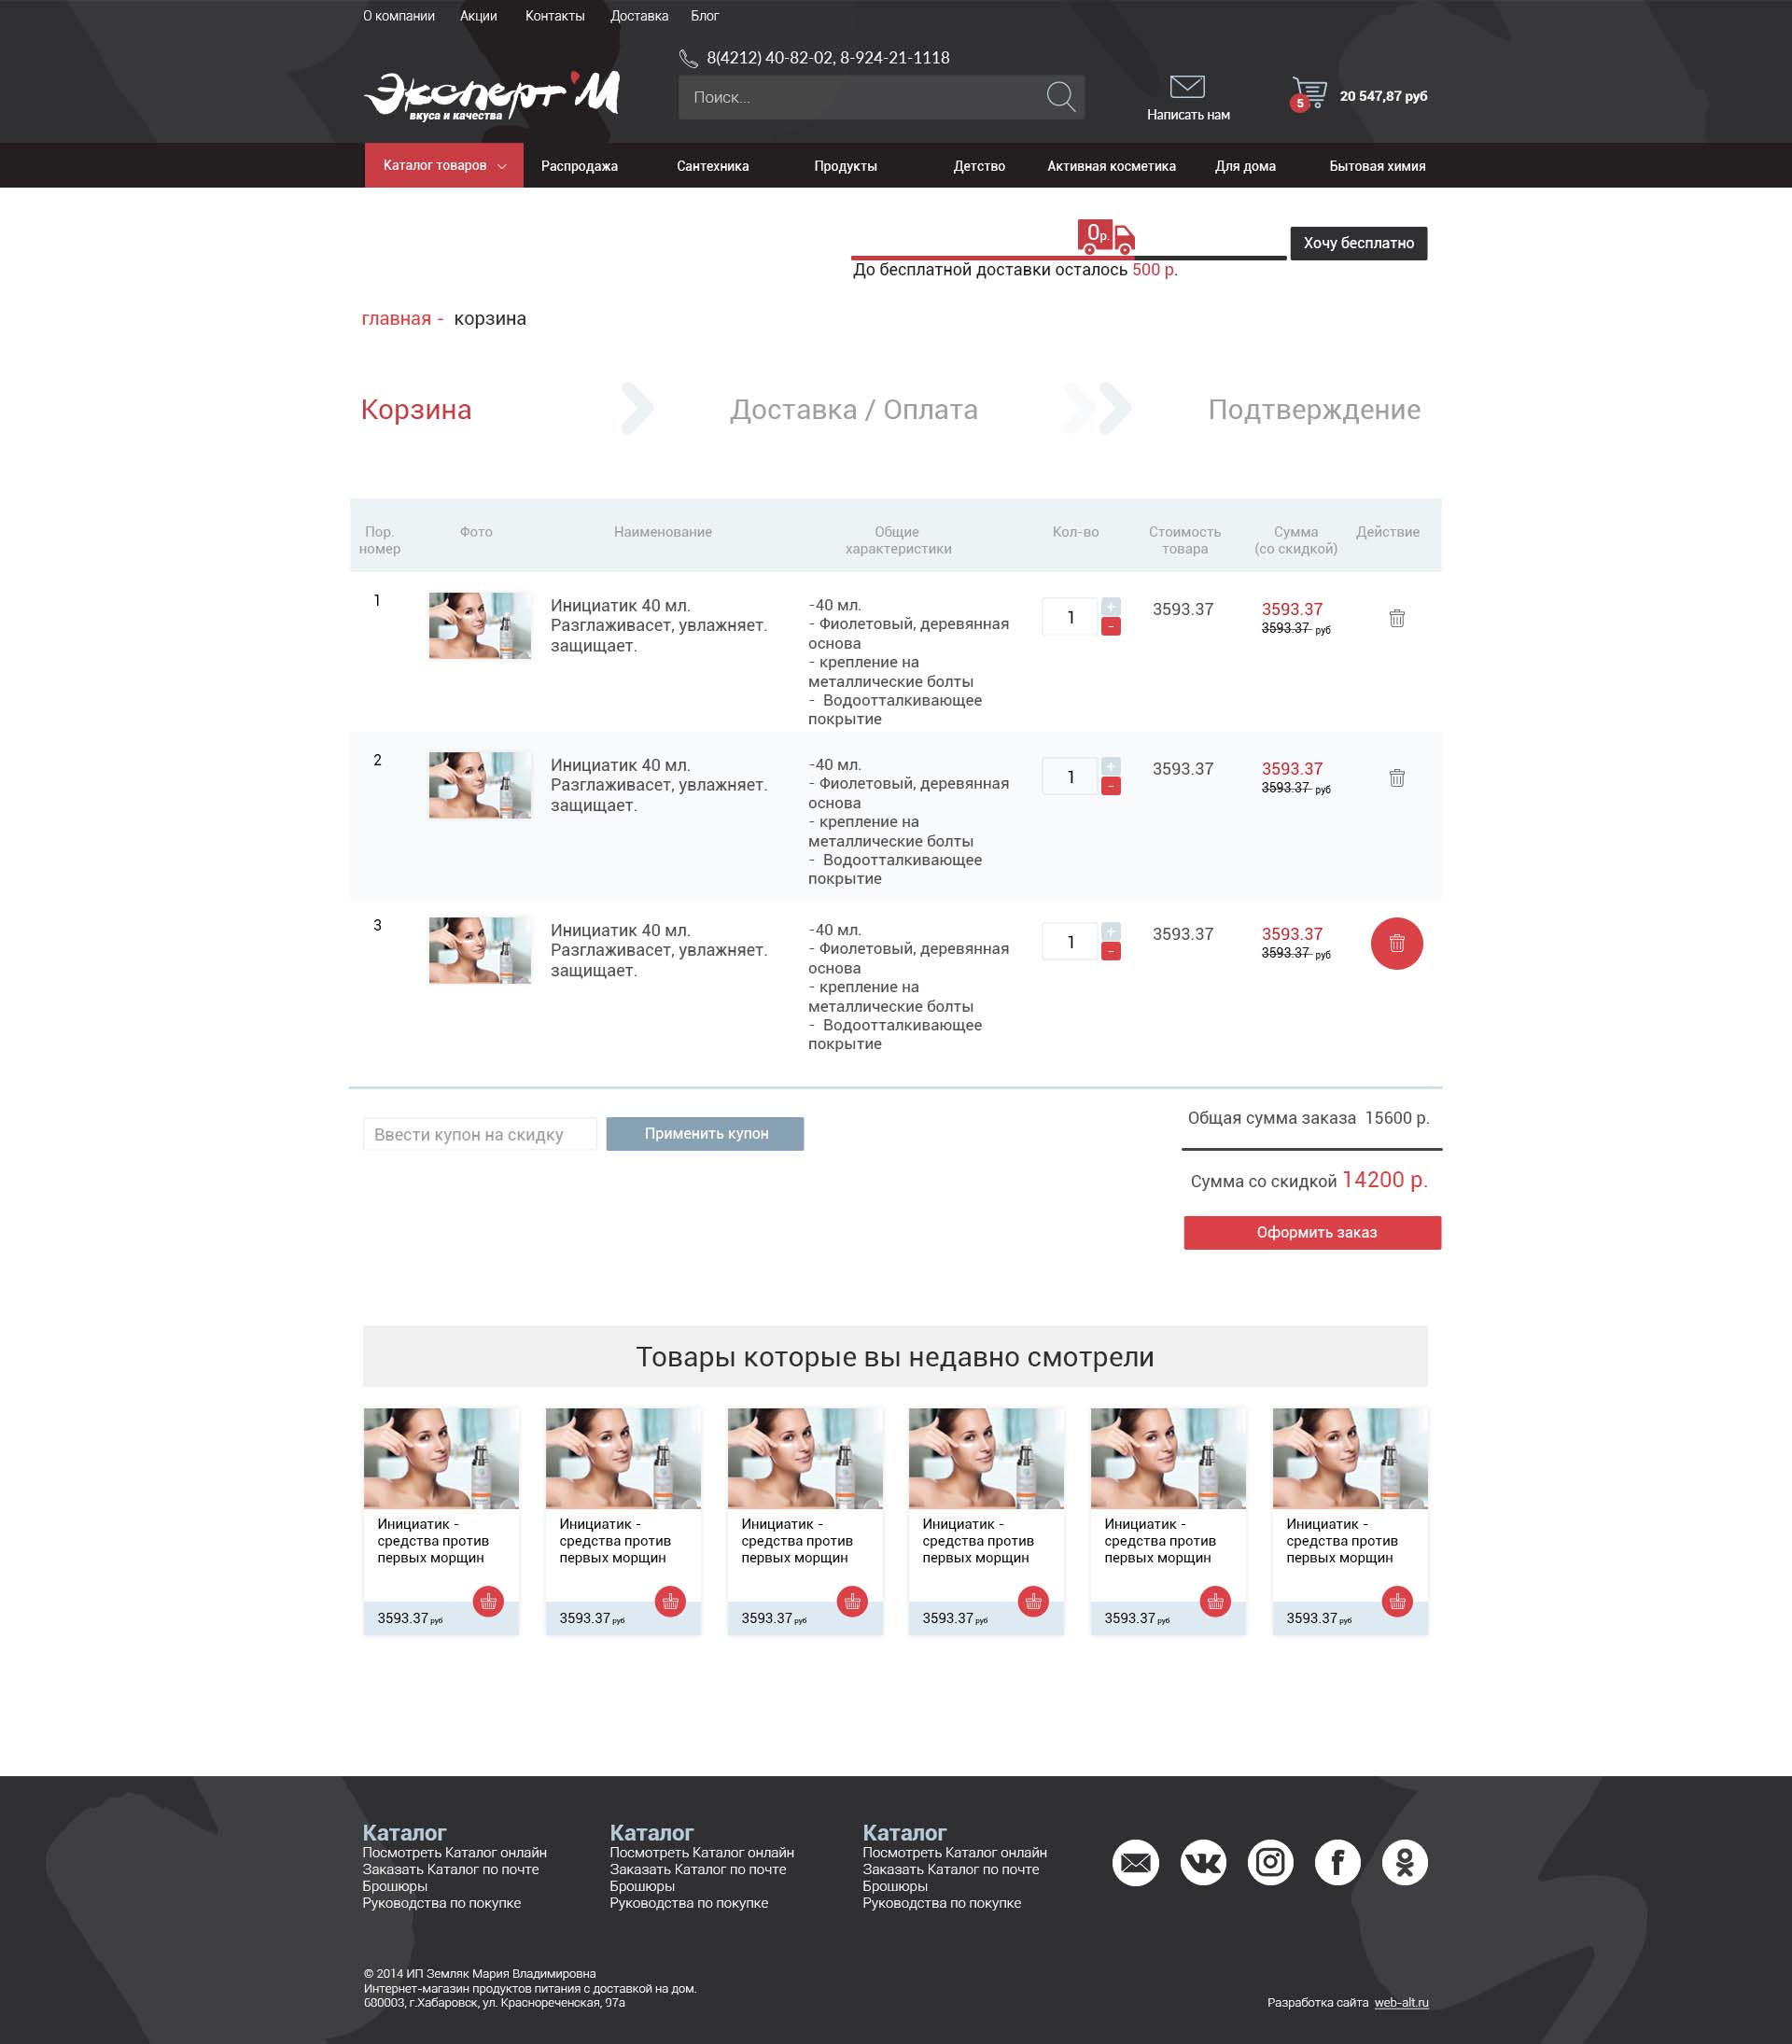 О компании Акции Контакты Доставка Блог
8(4212) 40-82-02, 8-924-21-1118
Эксперт'М
вкуса и качества
Поиск...
Написать нам
5
20 547,87 руб
Каталог товаров Распродажа Сантехника Продукты Детство Активная косметика Для дома Бытовая химия
0р.
Хочу бесплатно
До бесплатной доставки осталось 500 р.
главная - корзина
Корзина Доставка / Оплата Подтверждение
Пор. номер Фото Наименование Общие характеристики Кол-во Стоимость товара Сумма (со скидкой) Действие
1
Инициатик 40 мл.
Разглаживасет, увлажняет.
защищает.
-40 мл.
- Фиолетовый, деревянная
основа
- крепление на
металлические болты
- Водоотталкивающее
покрытие
1
+
-
3593.37
3593.37
3593.37 руб
2
Инициатик 40 мл.
Разглаживасет, увлажняет.
защищает.
-40 мл.
- Фиолетовый, деревянная
основа
- крепление на
металлические болты
- Водоотталкивающее
покрытие
1
+
-
3593.37
3593.37
3593.37 руб
3
Инициатик 40 мл.
Разглаживасет, увлажняет.
защищает.
-40 мл.
- Фиолетовый, деревянная
основа
- крепление на
металлические болты
- Водоотталкивающее
покрытие
1
+
-
3593.37
3593.37
3593.37 руб
Ввести купон на скидку
Применить купон
Общая сумма заказа 15600 р.
Сумма со скидкой 14200 р.
Оформить заказ
Товары которые вы недавно смотрели
Инициатик -
средства против
первых морщин
3593.37 руб
Инициатик -
средства против
первых морщин
3593.37 руб
Инициатик -
средства против
первых морщин
3593.37 руб
Инициатик -
средства против
первых морщин
3593.37 руб
Инициатик -
средства против
первых морщин
3593.37 руб
Инициатик -
средства против
первых морщин
3593.37 руб
Каталог
Посмотреть Каталог онлайн
Заказать Каталог по почте
Брошюры
Руководства по покупке
Каталог
Посмотреть Каталог онлайн
Заказать Каталог по почте
Брошюры
Руководства по покупке
Каталог
Посмотреть Каталог онлайн
Заказать Каталог по почте
Брошюры
Руководства по покупке
© 2014 ИП Земляк Мария Владимировна
Интернет-магазин продуктов питания с доставкой на дом.
680003, г.Хабаровск, ул. Краснореченская, 97а
Разработка сайта web-alt.ru